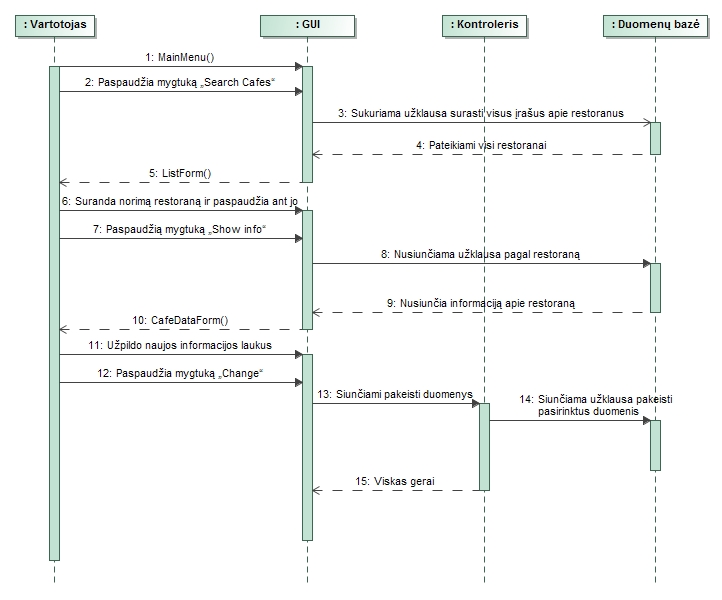 : Vartotojas
: GUI
: Kontroleris
: Duomenų bazė
1: MainMenu()
2: Paspaudžia mygtuką „Search Cafes“
3: Sukuriama užklausa surasti visus įrašus apie restoranus
4: Pateikiami visi restoranai
5: ListForm()
6: Suranda norimą restoraną ir paspaudžia ant jo
7: Paspaudžią mygtuką „Show info“
8: Nusiunčiama užklausa pagal restoraną
9: Nusiunčia informaciją apie restoraną
10: CafeDataForm()
11: Užpildo naujos informacijos laukus
12: Paspaudžia mygtuką „Change“
13: Siunčiami pakeisti duomenys
14: Siunčiama užklausa pakeisti
pasirinktus duomenis
15: Viskas gerai